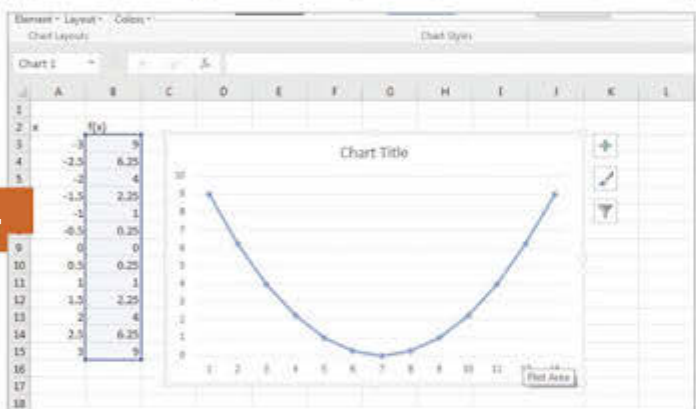 Element Layout Colors
Chart Layouts Chart Styles
Chart 1 fx
A B C D E F G H I J K L
1
2 x f(x)
3 -3 9
4 -2.5 6.25
5 -2 4
-1.5 2.25
-1 1
-0.5 0.25
9 0 0
10 0.5 0.25
11 1 1
12 1.5 2.25
13 2 4
14 2.5 6.25
15 3 9
16
17
18
Chart Title
10
9
8
7
6
5
4
3
2
1
0
1 2 3 4 5 6 7 8 9 10 11 12 13 14
Plot Area